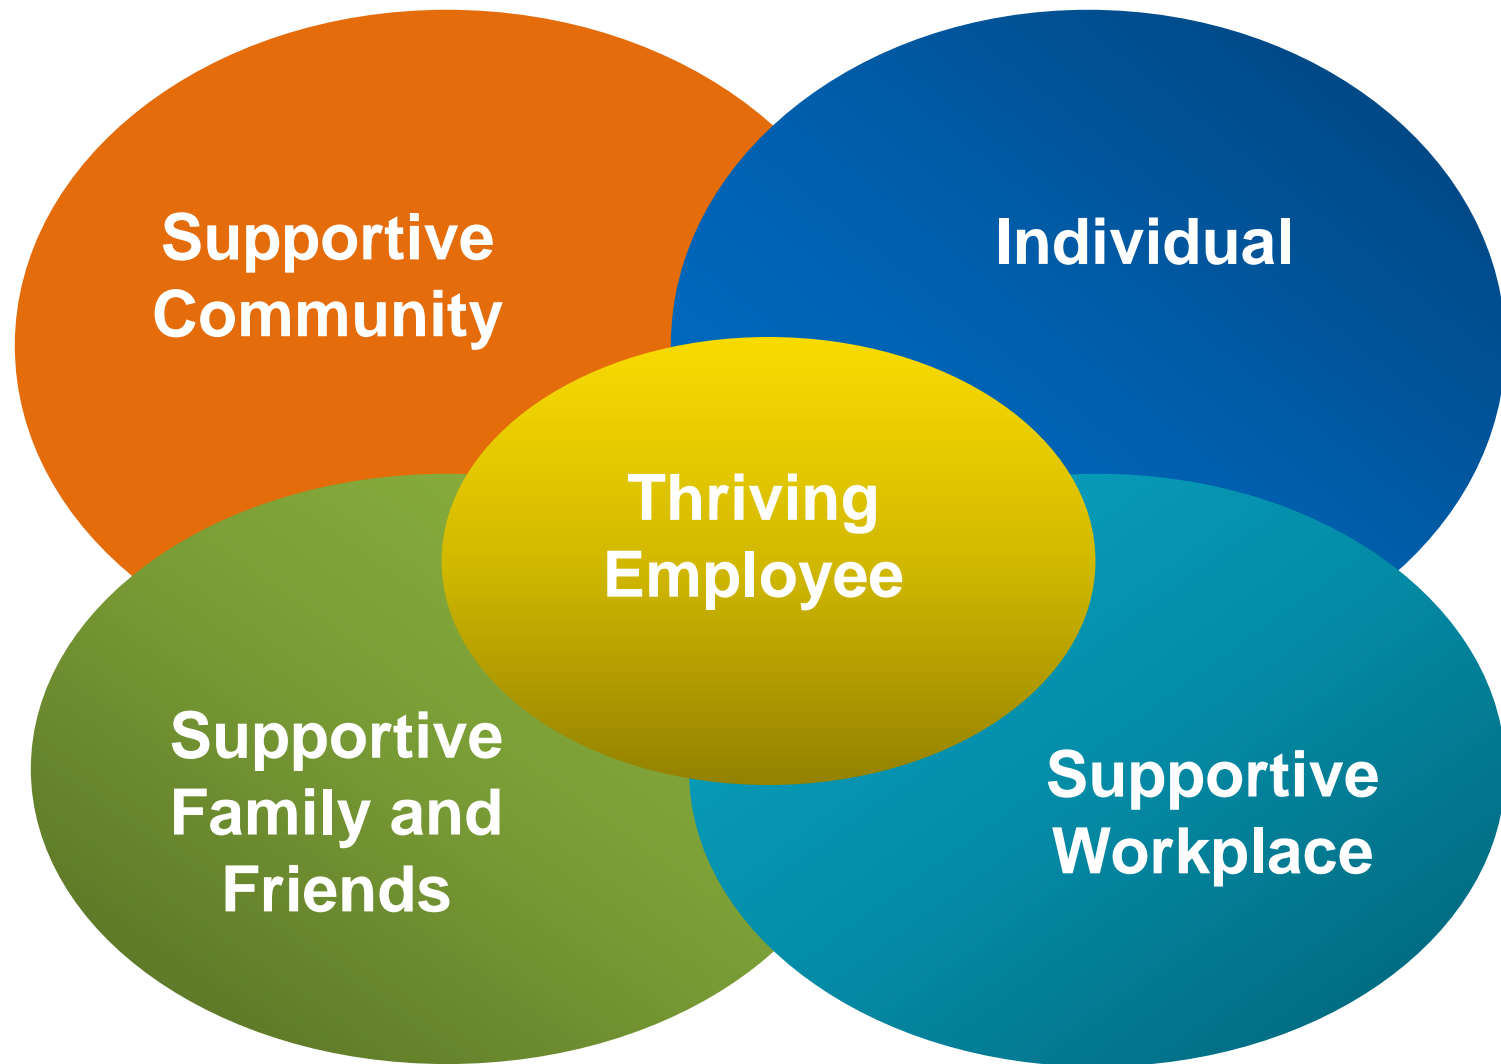 Supportive
Community
Individual
Thriving
Employee
Supportive
Family and
Friends
Supportive
Workplace